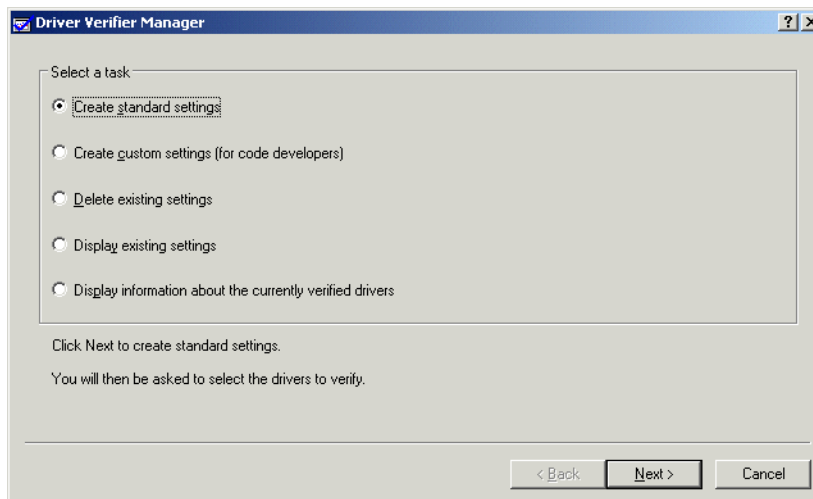 Driver Verifier Manager
Select a task
Create standard settings
Create custom settings (for code developers)
Delete existing settings
Display existing settings
Display information about the currently verified drivers
Click Next to create standard settings.
You will then be asked to select the drivers to verify.
< Back Next > Cancel